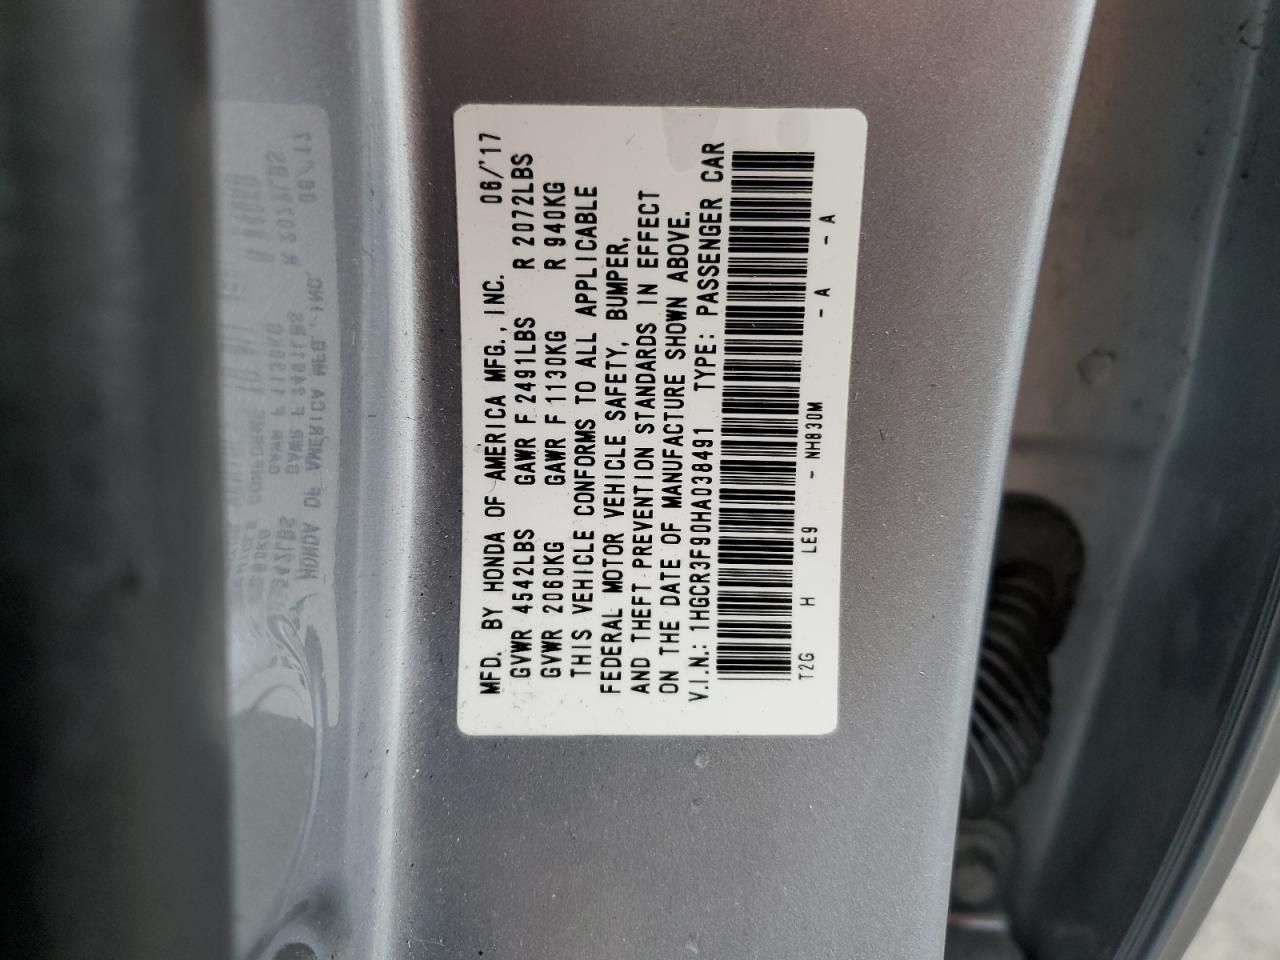 MFD. BY HONDA OF AMERICA MFG., INC. 06/'17
GVWR 4542LBS GAWR F 2491LBS R 2072LBS
GVWR 2060KG GAWR F 1130KG R 940KG
THIS VEHICLE CONFORMS TO ALL APPLICABLE
FEDERAL MOTOR VEHICLE SAFETY, BUMPER,
AND THEFT PREVENTION STANDARDS IN EFFECT
ON THE DATE OF MANUFACTURE SHOWN ABOVE.
V.I.N.: 1HGCR3F90HA038491 TYPE: PASSENGER CAR
T2G H LE9 - NH830M - A - A